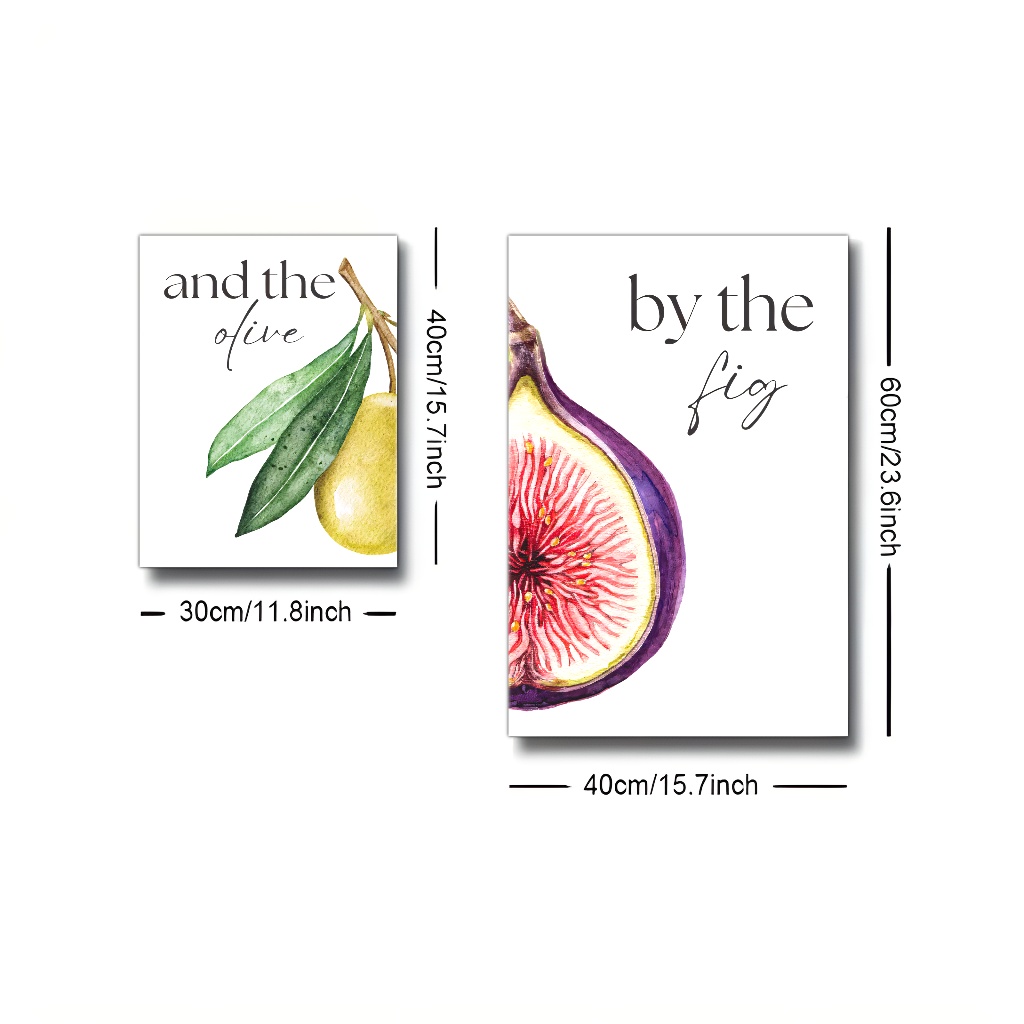 and the
olive
40cm/15.7inch
30cm/11.8inch
by the
fig
60cm/23.6inch
40cm/15.7inch